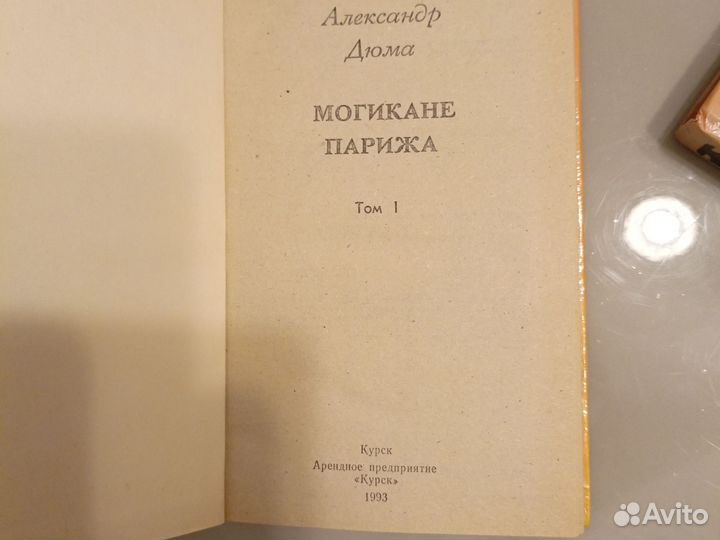 Александр
Дюма
МОГИКАНЕ
ПАРИЖА
Том 1
Курск
Арендное предприятие
«Курск»
1993
Avito